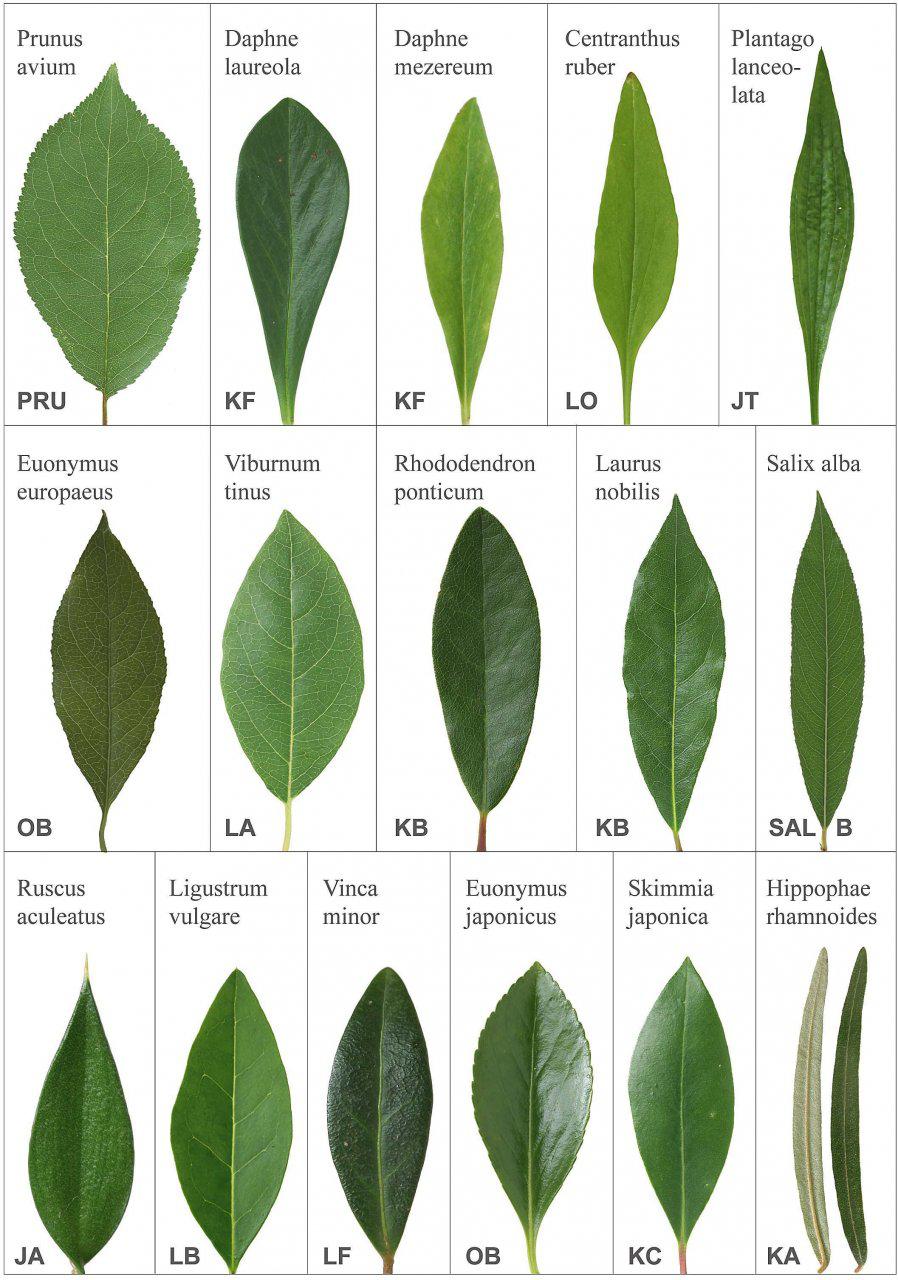 Prunus
avium
PRU
Daphne
laureola
KF
Daphne
mezereum
KF
Centranthus
ruber
LO
Plantago
lanceo-
lata
JT
Euonymus
europaeus
OB
Viburnum
tinus
LA
Rhododendron
ponticum
KB
Laurus
nobilis
KB
Salix alba
SAL B
Ruscus
aculeatus
JA
Ligustrum
vulgare
LB
Vinca
minor
LF
Euonymus
japonicus
OB
Skimmia
japonica
KC
Hippophae
rhamnoides
KA